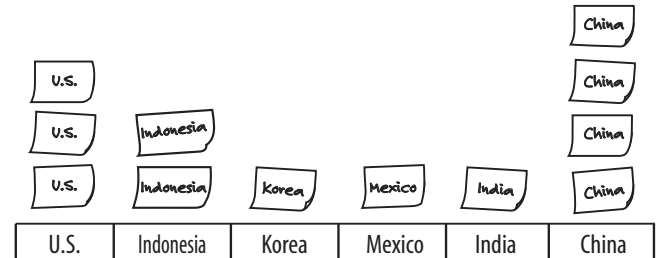 China
U.S. China
U.S. Indonesia China
U.S. Indonesia Korea Mexico India China
U.S. Indonesia Korea Mexico India China